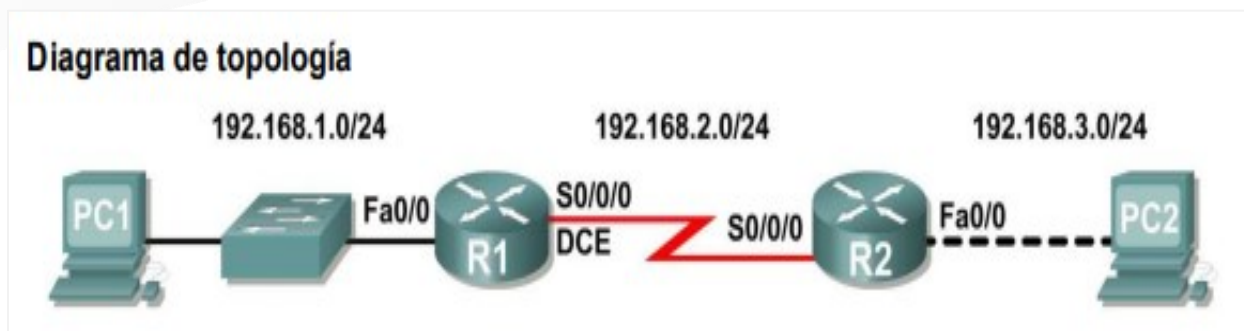 Diagrama de topología
192.168.1.0/24 192.168.2.0/24 192.168.3.0/24
PC1 Fa0/0 R1 S0/0/0 DCE S0/0/0 R2 Fa0/0 PC2